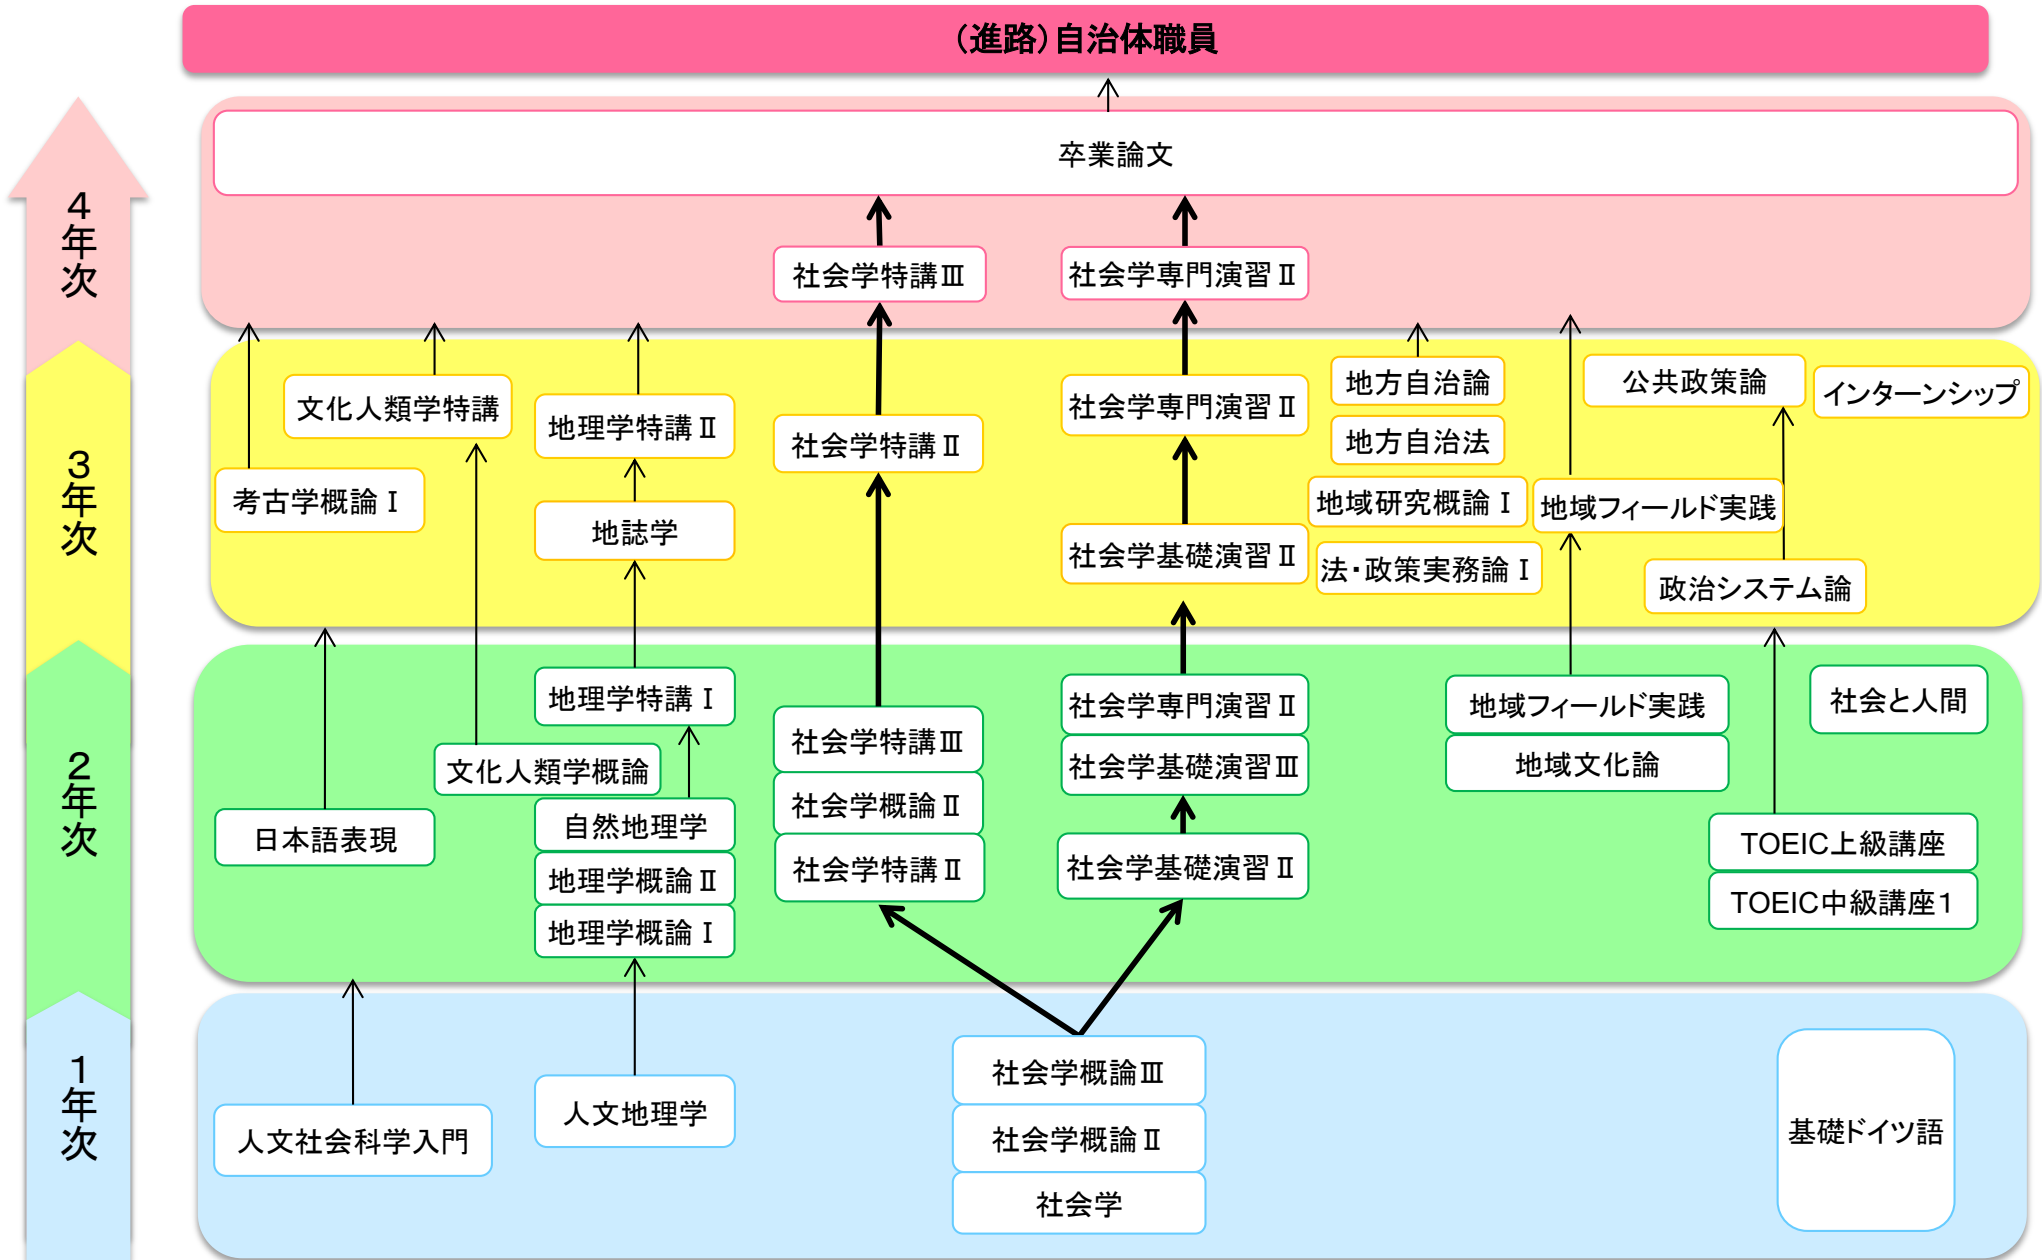 （進路）自治体職員
4年次
卒業論文
社会学特講Ⅲ
社会学専門演習Ⅱ
3年次
文化人類学特講
地理学特講Ⅱ
社会学特講Ⅱ
社会学専門演習Ⅱ
地方自治論
公共政策論
インターンシップ
地方自治法
考古学概論Ⅰ
地誌学
社会学基礎演習Ⅱ
地域研究概論Ⅰ
地域フィールド実践
法・政策実務論Ⅰ
政治システム論
2年次
地理学特講Ⅰ
社会学特講Ⅲ
社会学専門演習Ⅱ
地域フィールド実践
社会と人間
文化人類学概論
社会学基礎演習Ⅲ
地域文化論
日本語表現
自然地理学
社会学概論Ⅱ
TOEIC上級講座
地理学概論Ⅱ
社会学特講Ⅱ
社会学基礎演習Ⅱ
TOEIC中級講座1
地理学概論Ⅰ
1年次
人文社会科学入門
人文地理学
社会学概論Ⅲ
社会学概論Ⅱ
社会学
基礎ドイツ語